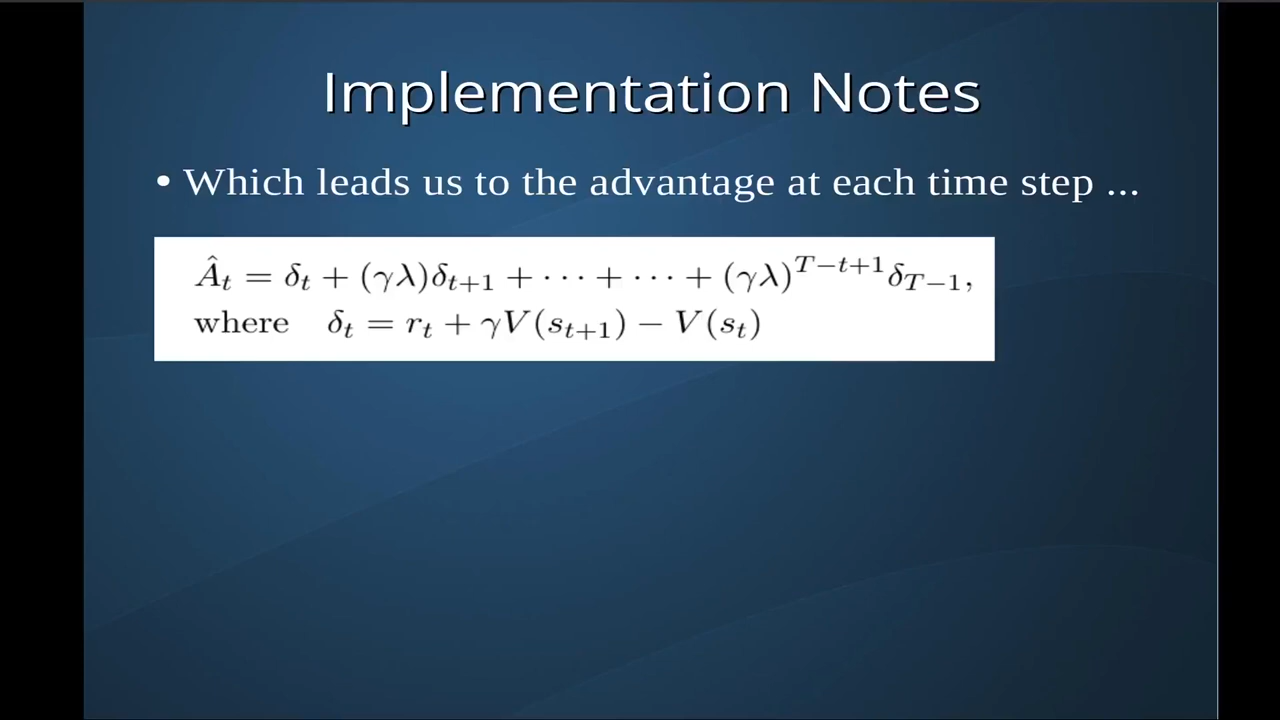 Implementation Notes
• Which leads us to the advantage at each time step ...
Â_t = δ_t + (γλ)δ_{t+1} + ··· + ··· + (γλ)^{T−t+1}δ_{T−1},
where δ_t = r_t + γV(s_{t+1}) − V(s_t)